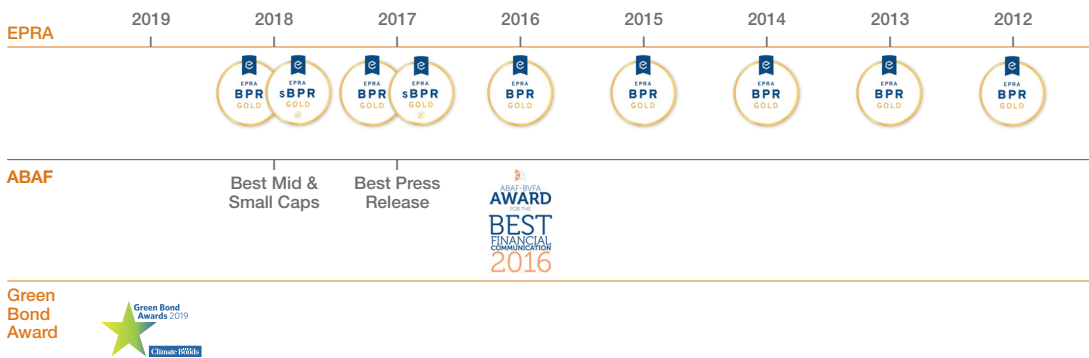 EPRA
2019 2018 2017 2016 2015 2014 2013 2012
EPRA BPR GOLD
EPRA sBPR GOLD
EPRA BPR GOLD
EPRA sBPR GOLD
EPRA BPR GOLD
EPRA BPR GOLD
EPRA BPR GOLD
EPRA BPR GOLD
EPRA BPR GOLD
ABAF
Best Mid &
Small Caps
Best Press
Release
ABAF-BVFA
AWARD
FOR THE
BEST
FINANCIAL
COMMUNICATION
2016
Green
Bond
Award
Green Bond
Awards 2019
Climate Bonds